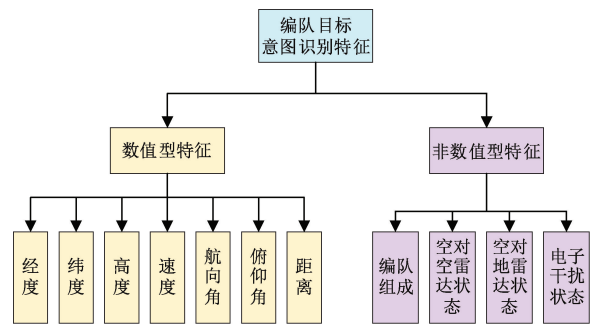 编队目标
意图识别特征
数值型特征
非数值型特征
经度
纬度
高度
速度
航向角
俯仰角
距离
编队
组成
空对
空雷
达状态
空对
地雷
达状态
电子
干扰
状态